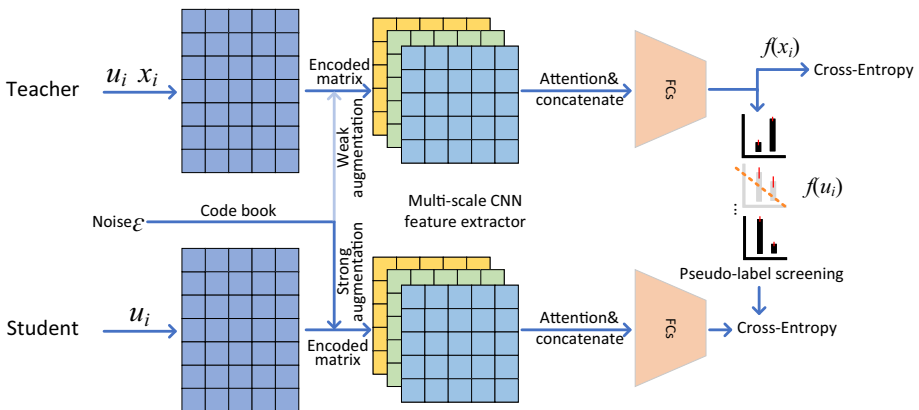 Teacher
u_i x_i
Encoded
matrix
Weak
augmentation
Attention&
concatenate
FCs
f(x_i)
Cross-Entropy
f(u_i)
...
Noise ε
Code book
Multi-scale CNN
feature extractor
Strong
augmentation
Pseudo-label screening
Student
u_i
Encoded
matrix
Attention&
concatenate
FCs
Cross-Entropy